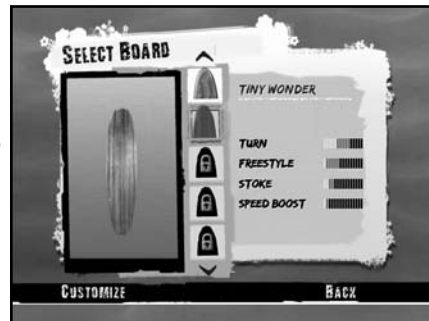 SELECT BOARD
TINY WONDER
TURN
FREESTYLE
STOKE
SPEED BOOST
CUSTOMIZE
BACK